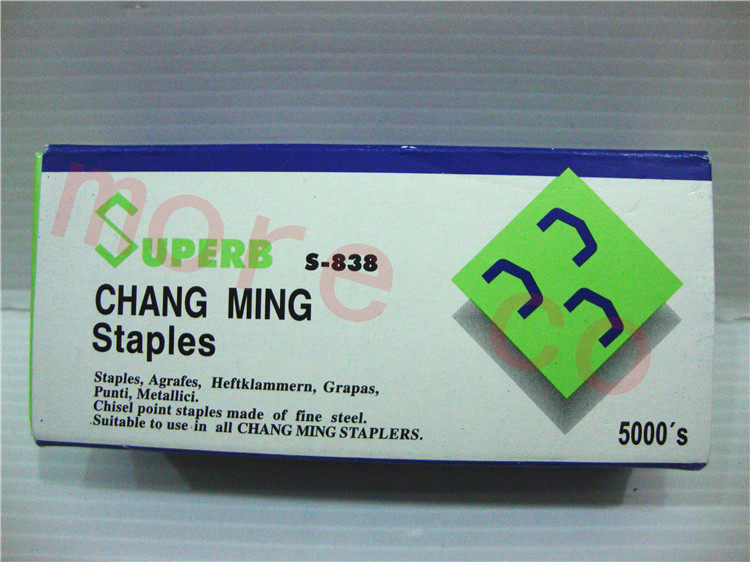 SUPERB S-838
CHANG MING
Staples
Staples, Agrafes, Heftklammern, Grapas,
Punti, Metallici.
Chisel point staples made of fine steel.
Suitable to use in all CHANG MING STAPLERS.
5000's
more co